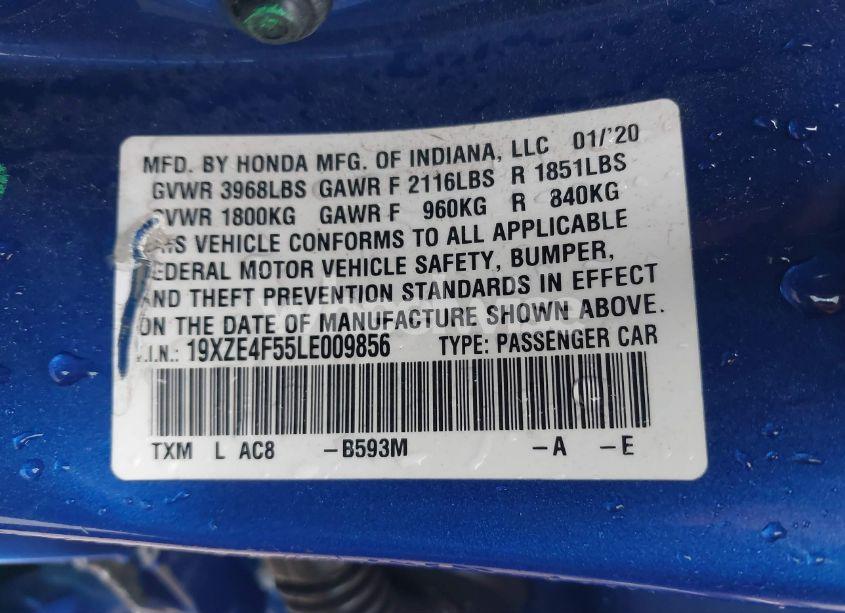 MFD. BY HONDA MFG. OF INDIANA, LLC 01/'20
GVWR 3968LBS GAWR F 2116LBS R 1851LBS
GVWR 1800KG GAWR F 960KG R 840KG
VEHICLE CONFORMS TO ALL APPLICABLE
FEDERAL MOTOR VEHICLE SAFETY, BUMPER,
AND THEFT PREVENTION STANDARDS IN EFFECT
ON THE DATE OF MANUFACTURE SHOWN ABOVE.
V.I.N.: 19XZE4F55LE009856 TYPE: PASSENGER CAR
TXM L AC8 -B593M -A -E